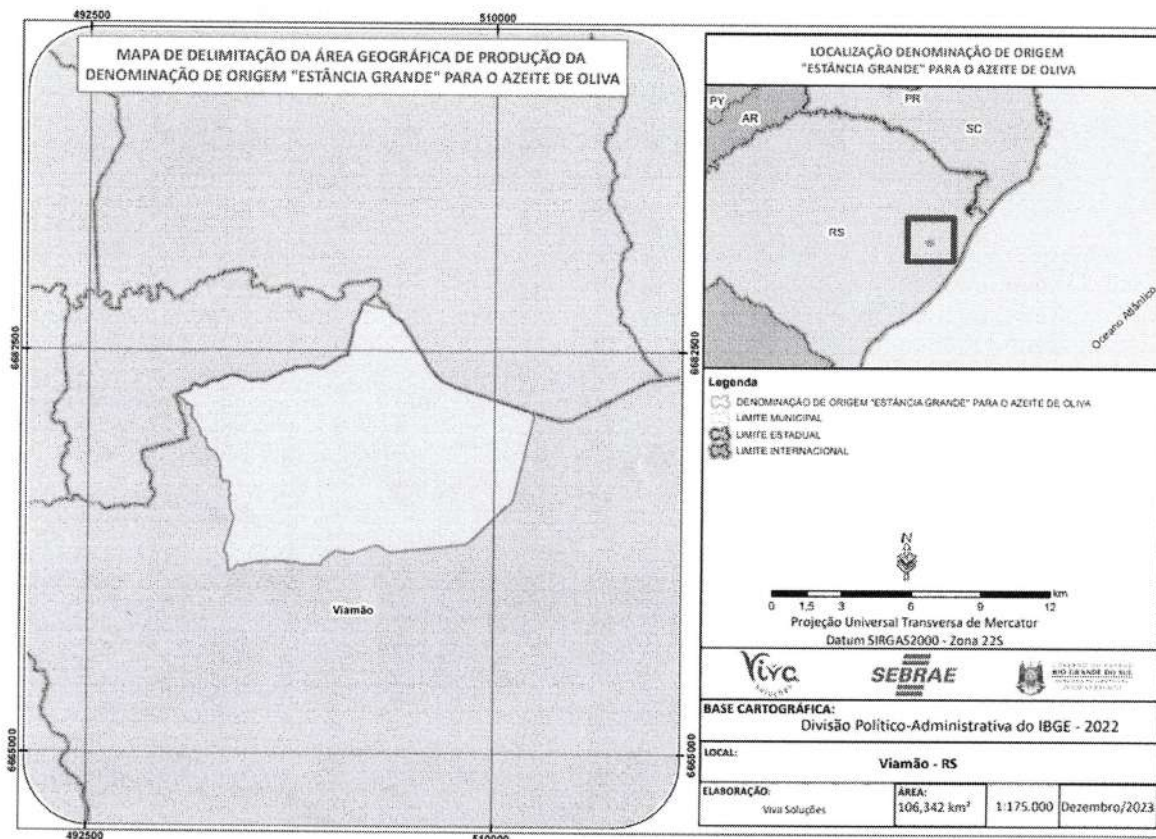 492500
510000
MAPA DE DELIMITAÇÃO DA ÁREA GEOGRÁFICA DE PRODUÇÃO DA
DENOMINAÇÃO DE ORIGEM "ESTÂNCIA GRANDE" PARA O AZEITE DE OLIVA
6682500
6682500
Viamão
6665000
6665000
492500
510000
LOCALIZAÇÃO DENOMINAÇÃO DE ORIGEM
"ESTÂNCIA GRANDE" PARA O AZEITE DE OLIVA
PY
AR
PR
SC
RS
Oceano Atlântico
Legenda
DENOMINAÇÃO DE ORIGEM "ESTÂNCIA GRANDE" PARA O AZEITE DE OLIVA
LIMITE MUNICIPAL
LIMITE ESTADUAL
LIMITE INTERNACIONAL
N
0 1,5 3 6 9 12 km
Projeção Universal Transversa de Mercator
Datum SIRGAS2000 - Zona 22S
Viva
SOLUÇÕES
SEBRAE
RIO GRANDE DO SUL
BASE CARTOGRÁFICA:
Divisão Político-Administrativa do IBGE - 2022
LOCAL:
Viamão - RS
ELABORAÇÃO:
Viva Soluções
ÁREA:
106,342 km²
1:175.000
Dezembro/2023